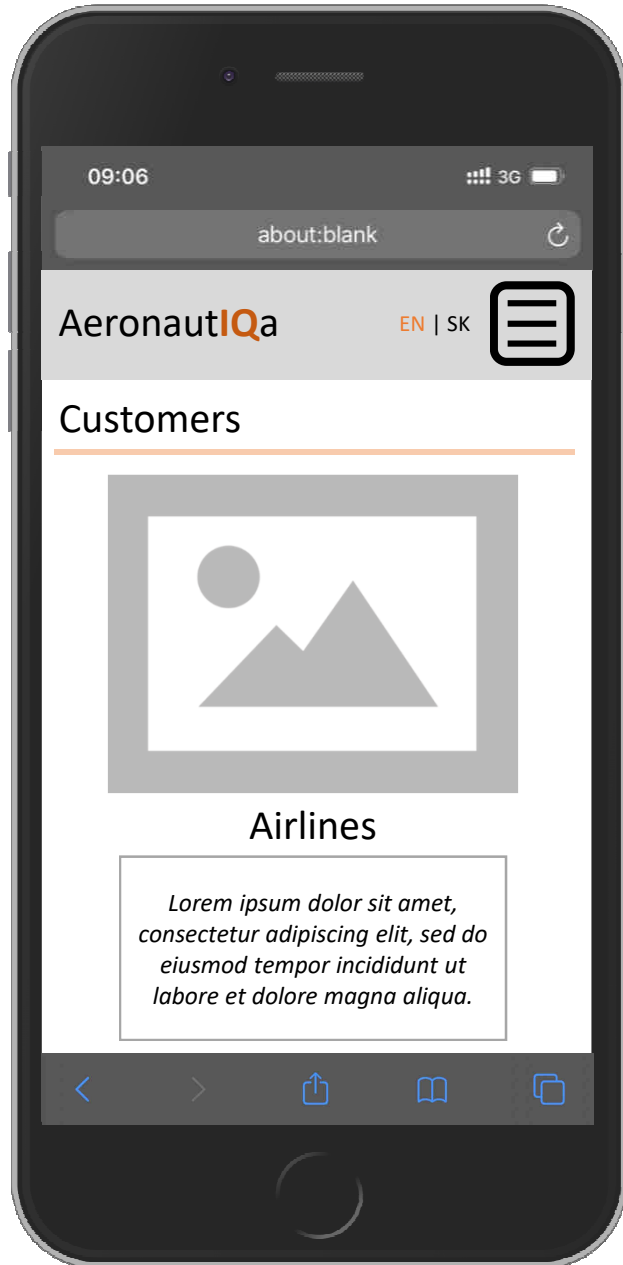 09:06 3G
about:blank
AeronautIQa EN | SK
Customers
Airlines
Lorem ipsum dolor sit amet,
consectetur adipiscing elit, sed do
eiusmod tempor incididunt ut
labore et dolore magna aliqua.